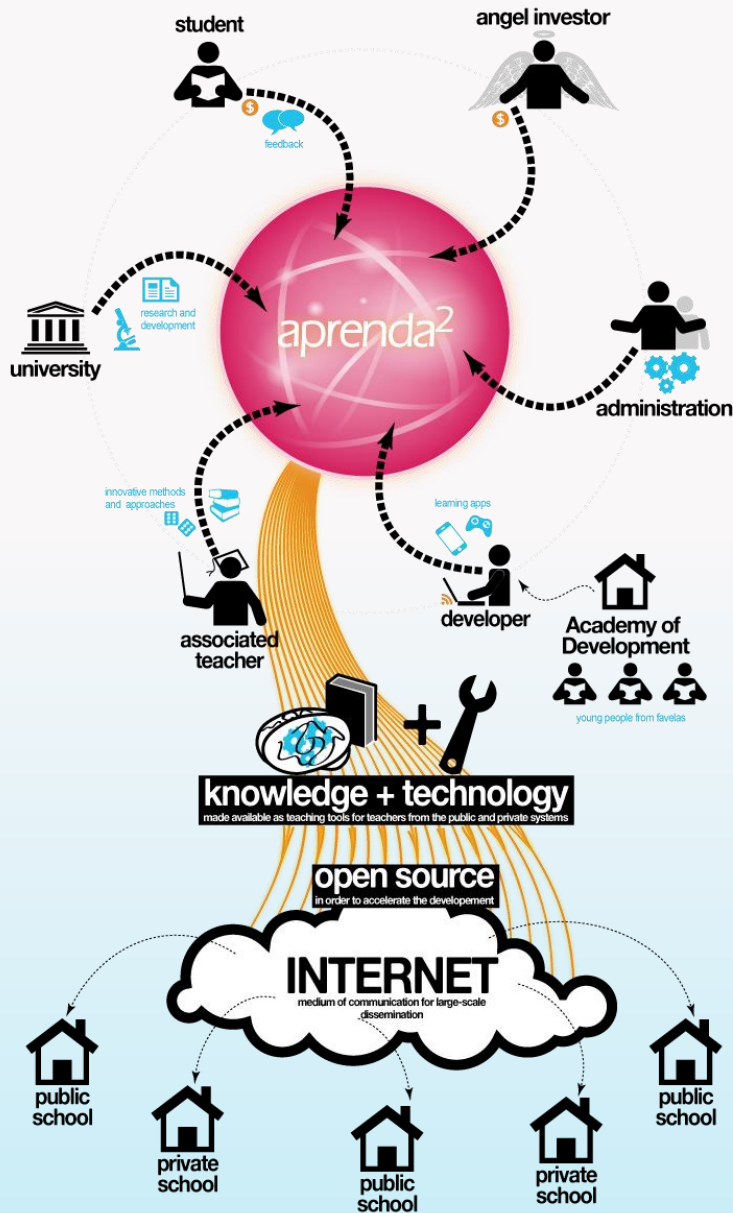 student
angel investor
$
$
feedback
aprenda²
research and
development
university
administration
innovative methods
and approaches
learning apps
associated
teacher
developer
Academy of
Development
young people from favelas
+
knowledge + technology
made available as teaching tools for teachers from the public and private systems
open source
in order to accelerate the developement
INTERNET
medium of communication for large-scale
dissemination
public
school
private
school
public
school
private
school
public
school